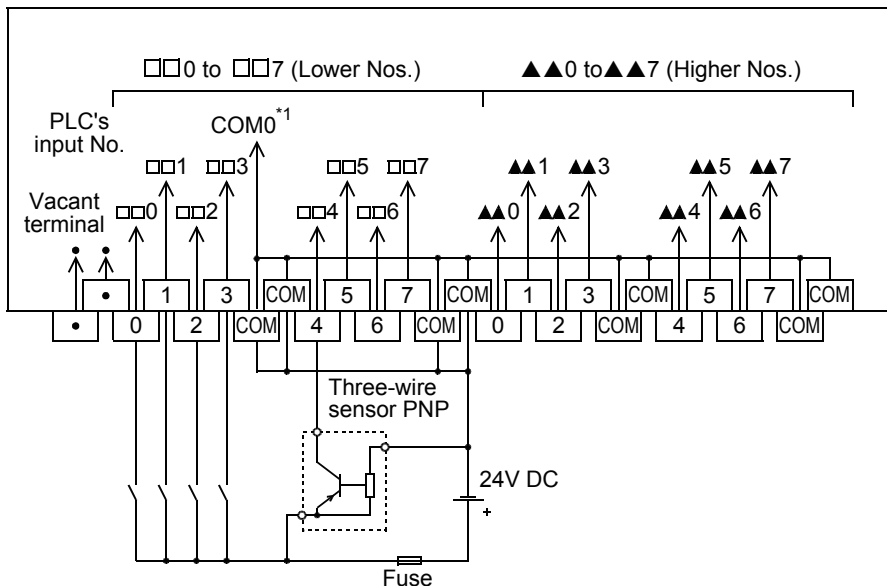 □□0 to □□7 (Lower Nos.) ▲▲0 to ▲▲7 (Higher Nos.)
PLC's
input No.
COM0*1
□□1 □□3 □□5 □□7 ▲▲1 ▲▲3 ▲▲5 ▲▲7
Vacant
terminal
□□0 □□2 □□4 □□6 ▲▲0 ▲▲2 ▲▲4 ▲▲6
• 1 3 COM 5 7 COM 1 3 COM 5 7 COM
• 0 2 COM 4 6 COM 0 2 COM 4 6 COM
Three-wire
sensor PNP
24V DC
+
Fuse